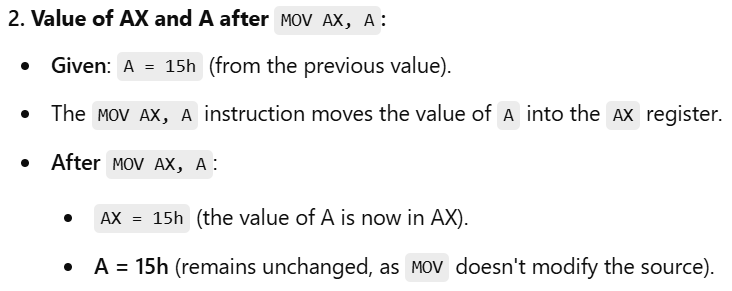 2. Value of AX and A after MOV AX, A:
• Given: A = 15h (from the previous value).
• The MOV AX, A instruction moves the value of A into the AX register.
• After MOV AX, A:
• AX = 15h (the value of A is now in AX).
• A = 15h (remains unchanged, as MOV doesn't modify the source).